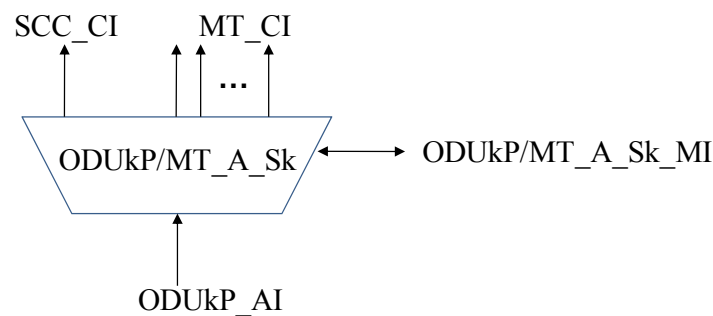 SCC_CI MT_CI
...
ODUkP/MT_A_Sk
ODUkP/MT_A_Sk_MI
ODUkP_AI